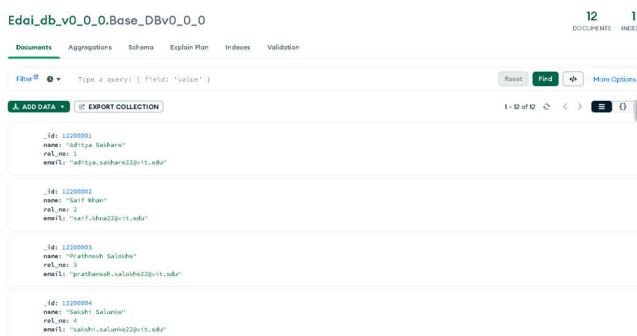 Edai_db_v0_0_0.Base_DBv0_0_0
12 1
DOCUMENTS INDEX
Documents Aggregations Schema Explain Plan Indexes Validation
Filter Type a query: { field: 'value' } Reset Find </> More Options
ADD DATA EXPORT COLLECTION 1 – 12 of 12 {}
_id: 12200001
name: "Aditya Sakhare"
rol_no: 1
email: "aditya.sakhare22@vit.edu"
_id: 12200002
name: "Saif Khan"
rol_no: 2
email: "saif.khna22@vit.edu"
_id: 12200003
name: "Prathmesh Salokhe"
rol_no: 3
email: "prathamesh.salokhe22@vit.edu"
_id: 12200004
name: "Sakshi Salunke"
rol_no: 4
email: "sakshi.salunke22@vit.edu"